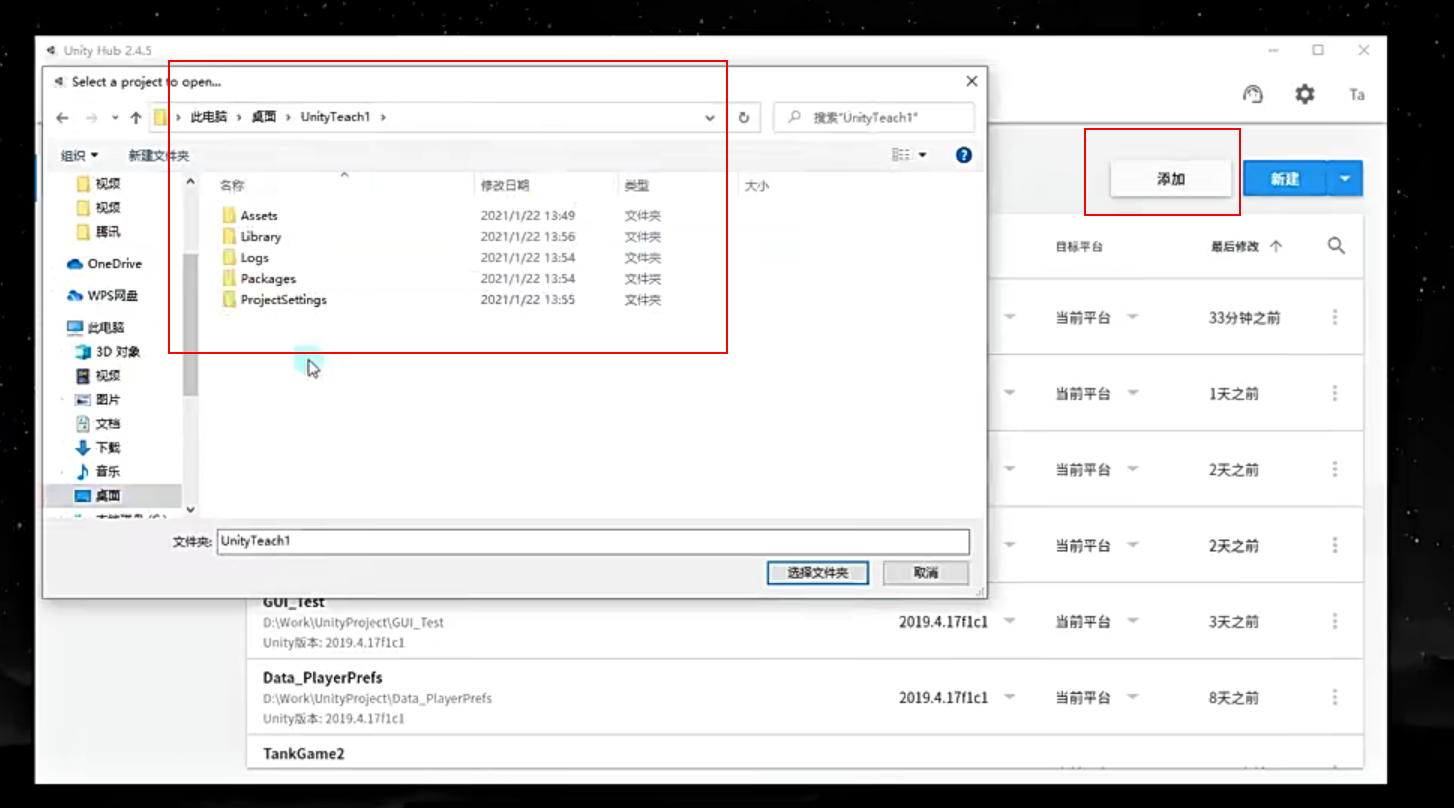 Unity Hub 2.4.5
Select a project to open...
此电脑 › 桌面 › UnityTeach1 ›
搜索"UnityTeach1"
Ta
组织
新建文件夹
添加
新建
视频
视频
腾讯
OneDrive
WPS网盘
此电脑
3D 对象
视频
图片
文档
下载
音乐
桌面
名称 修改日期 类型 大小
Assets 2021/1/22 13:49 文件夹
Library 2021/1/22 13:56 文件夹
Logs 2021/1/22 13:54 文件夹
Packages 2021/1/22 13:54 文件夹
ProjectSettings 2021/1/22 13:55 文件夹
文件夹: UnityTeach1
选择文件夹 取消
目标平台 最后修改
当前平台 33分钟之前
当前平台 1天之前
当前平台 2天之前
当前平台 2天之前
GUI_Test
D:\Work\UnityProject\GUI_Test
Unity版本: 2019.4.17f1c1
2019.4.17f1c1 当前平台 3天之前
Data_PlayerPrefs
D:\Work\UnityProject\Data_PlayerPrefs
Unity版本: 2019.4.17f1c1
2019.4.17f1c1 当前平台 8天之前
TankGame2